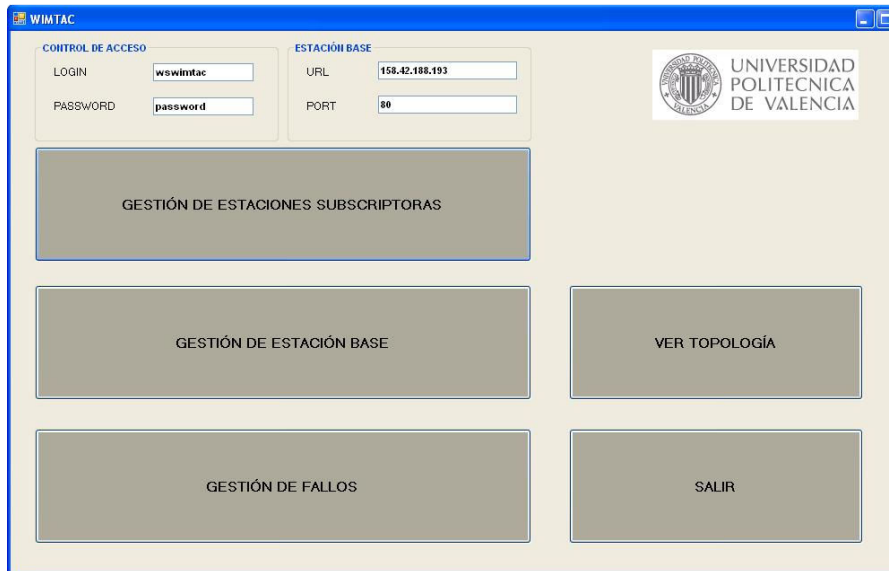 WIMTAC
CONTROL DE ACCESO
LOGIN wswimtac
PASSWORD password
ESTACIÓN BASE
URL 158.42.188.193
PORT 80
UNIVERSIDAD
POLITECNICA
DE VALENCIA
GESTIÓN DE ESTACIONES SUBSCRIPTORAS
GESTIÓN DE ESTACIÓN BASE
VER TOPOLOGÍA
GESTIÓN DE FALLOS
SALIR